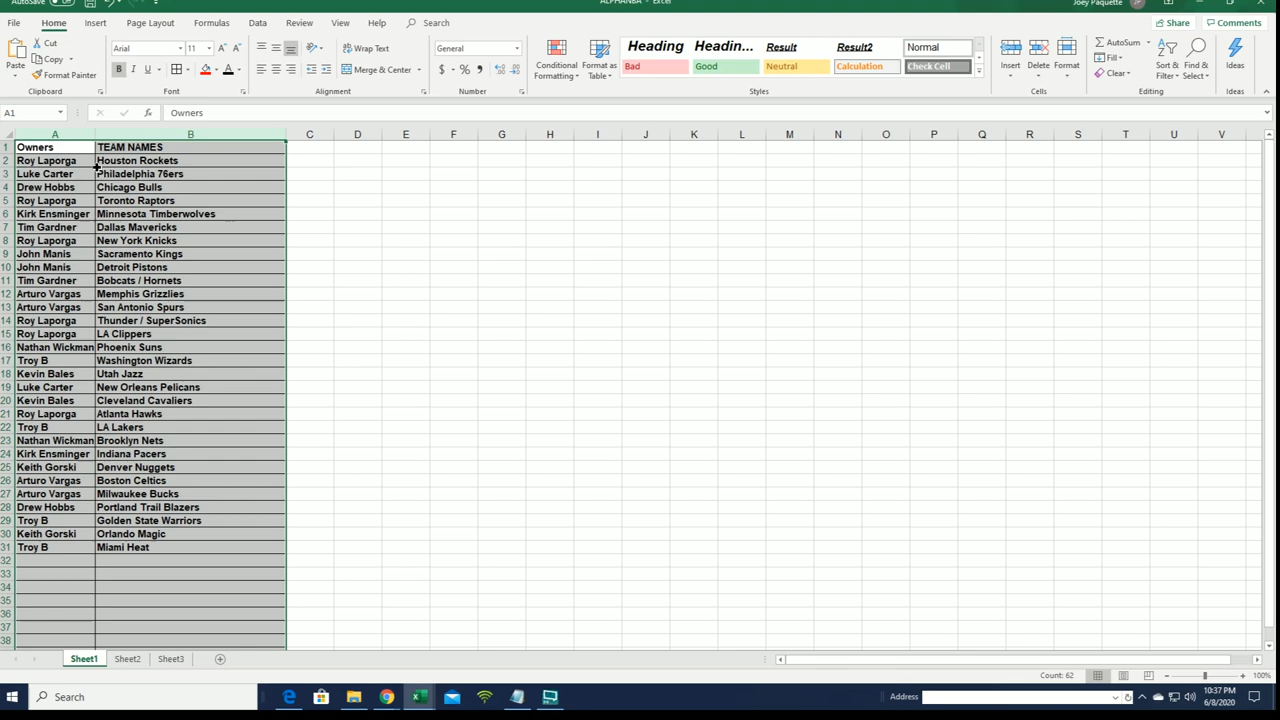 AutoSave Off ALPHANBA - Excel Joey Paquette JP
File Home Insert Page Layout Formulas Data Review View Help Search Share Comments
Paste Cut Copy Format Painter
Clipboard
Arial 11 A A B I U A
Font
Wrap Text Merge & Center
Alignment
General $ % ,
Number
Conditional Formatting Format as Table
Heading Headin... Result Result2 Normal
Bad Good Neutral Calculation Check Cell
Styles
Insert Delete Format
Cells
AutoSum Fill Clear Sort & Filter Find & Select
Editing
Ideas
Ideas
A1 fx Owners
A B C D E F G H I J K L M N O P Q R S T U V
1 Owners TEAM NAMES
2 Roy Laporga Houston Rockets
3 Luke Carter Philadelphia 76ers
4 Drew Hobbs Chicago Bulls
5 Roy Laporga Toronto Raptors
6 Kirk Ensminger Minnesota Timberwolves
7 Tim Gardner Dallas Mavericks
8 Roy Laporga New York Knicks
9 John Manis Sacramento Kings
10 John Manis Detroit Pistons
11 Tim Gardner Bobcats / Hornets
12 Arturo Vargas Memphis Grizzlies
13 Arturo Vargas San Antonio Spurs
14 Roy Laporga Thunder / SuperSonics
15 Roy Laporga LA Clippers
16 Nathan Wickman Phoenix Suns
17 Troy B Washington Wizards
18 Kevin Bales Utah Jazz
19 Luke Carter New Orleans Pelicans
20 Kevin Bales Cleveland Cavaliers
21 Roy Laporga Atlanta Hawks
22 Troy B LA Lakers
23 Nathan Wickman Brooklyn Nets
24 Kirk Ensminger Indiana Pacers
25 Keith Gorski Denver Nuggets
26 Arturo Vargas Boston Celtics
27 Arturo Vargas Milwaukee Bucks
28 Drew Hobbs Portland Trail Blazers
29 Troy B Golden State Warriors
30 Keith Gorski Orlando Magic
31 Troy B Miami Heat
32
33
34
35
36
37
38
Sheet1 Sheet2 Sheet3
Count: 62 100%
Search Address 10:37 PM
6/8/2020